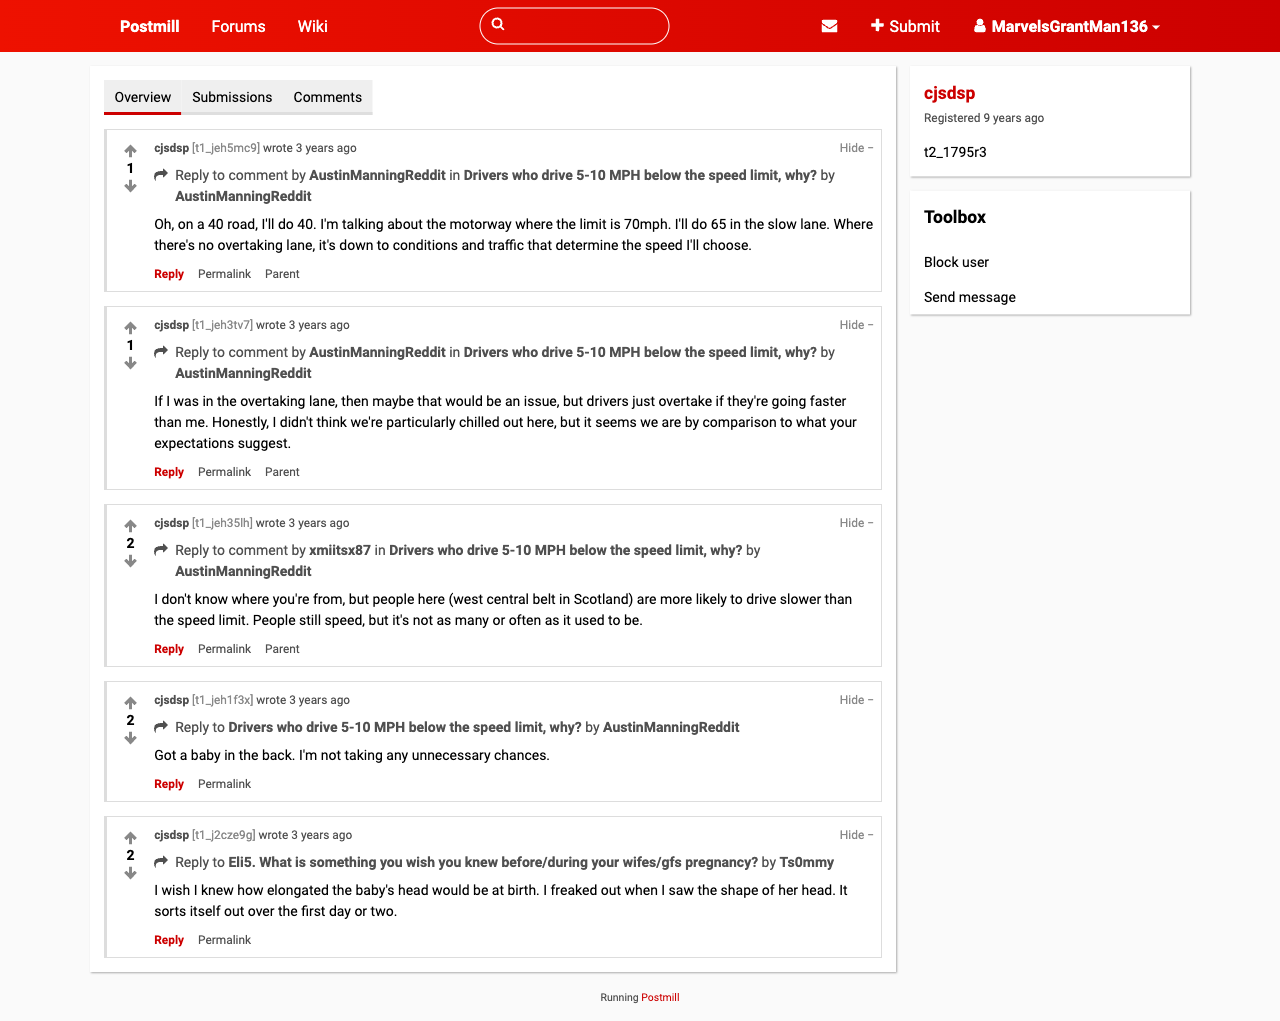 Postmill Forums Wiki Submit MarvelsGrantMan136
Overview Submissions Comments
cjsdsp [t1_jeh5mc9] wrote 3 years ago Hide −
1
Reply to comment by AustinManningReddit in Drivers who drive 5-10 MPH below the speed limit, why? by
AustinManningReddit
Oh, on a 40 road, I'll do 40. I'm talking about the motorway where the limit is 70mph. I'll do 65 in the slow lane. Where
there's no overtaking lane, it's down to conditions and traffic that determine the speed I'll choose.
Reply Permalink Parent
cjsdsp [t1_jeh3tv7] wrote 3 years ago Hide −
1
Reply to comment by AustinManningReddit in Drivers who drive 5-10 MPH below the speed limit, why? by
AustinManningReddit
If I was in the overtaking lane, then maybe that would be an issue, but drivers just overtake if they're going faster
than me. Honestly, I didn't think we're particularly chilled out here, but it seems we are by comparison to what your
expectations suggest.
Reply Permalink Parent
cjsdsp [t1_jeh35lh] wrote 3 years ago Hide −
2
Reply to comment by xmiitsx87 in Drivers who drive 5-10 MPH below the speed limit, why? by
AustinManningReddit
I don't know where you're from, but people here (west central belt in Scotland) are more likely to drive slower than
the speed limit. People still speed, but it's not as many or often as it used to be.
Reply Permalink Parent
cjsdsp [t1_jeh1f3x] wrote 3 years ago Hide −
2
Reply to Drivers who drive 5-10 MPH below the speed limit, why? by AustinManningReddit
Got a baby in the back. I'm not taking any unnecessary chances.
Reply Permalink
cjsdsp [t1_j2cze9g] wrote 3 years ago Hide −
2
Reply to Eli5. What is something you wish you knew before/during your wifes/gfs pregnancy? by Ts0mmy
I wish I knew how elongated the baby's head would be at birth. I freaked out when I saw the shape of her head. It
sorts itself out over the first day or two.
Reply Permalink
cjsdsp
Registered 9 years ago
t2_1795r3
Toolbox
Block user
Send message
Running Postmill